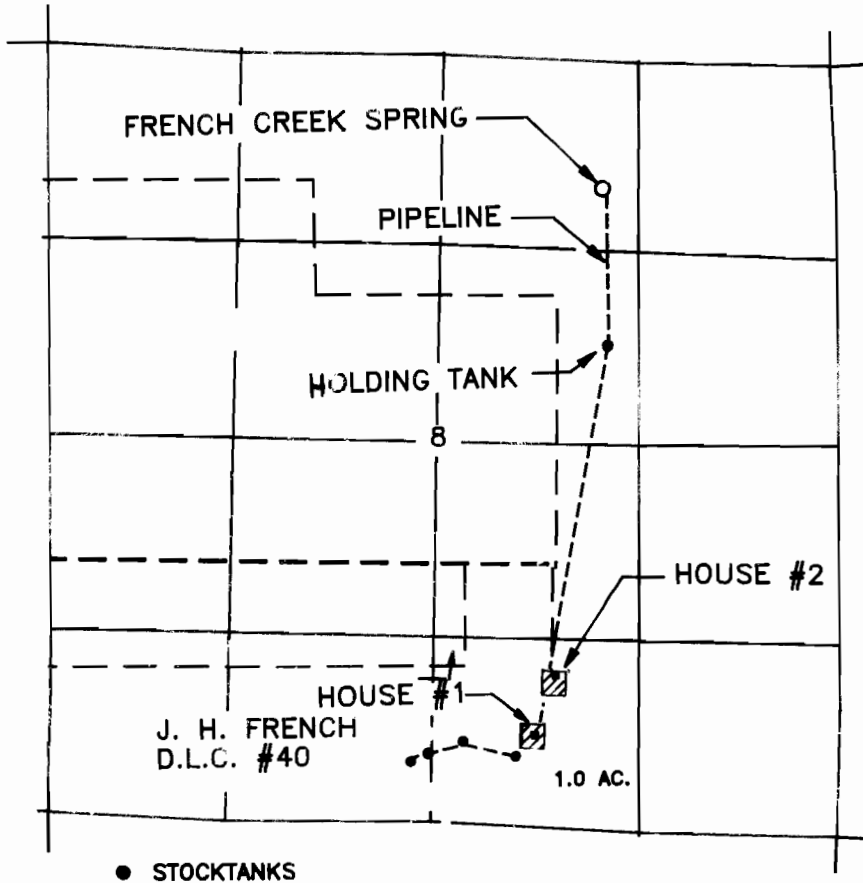 FRENCH CREEK SPRING
PIPELINE
HOLDING TANK
8
HOUSE #2
HOUSE #1
J. H. FRENCH
D.L.C. #40
1.0 AC.
STOCKTANKS